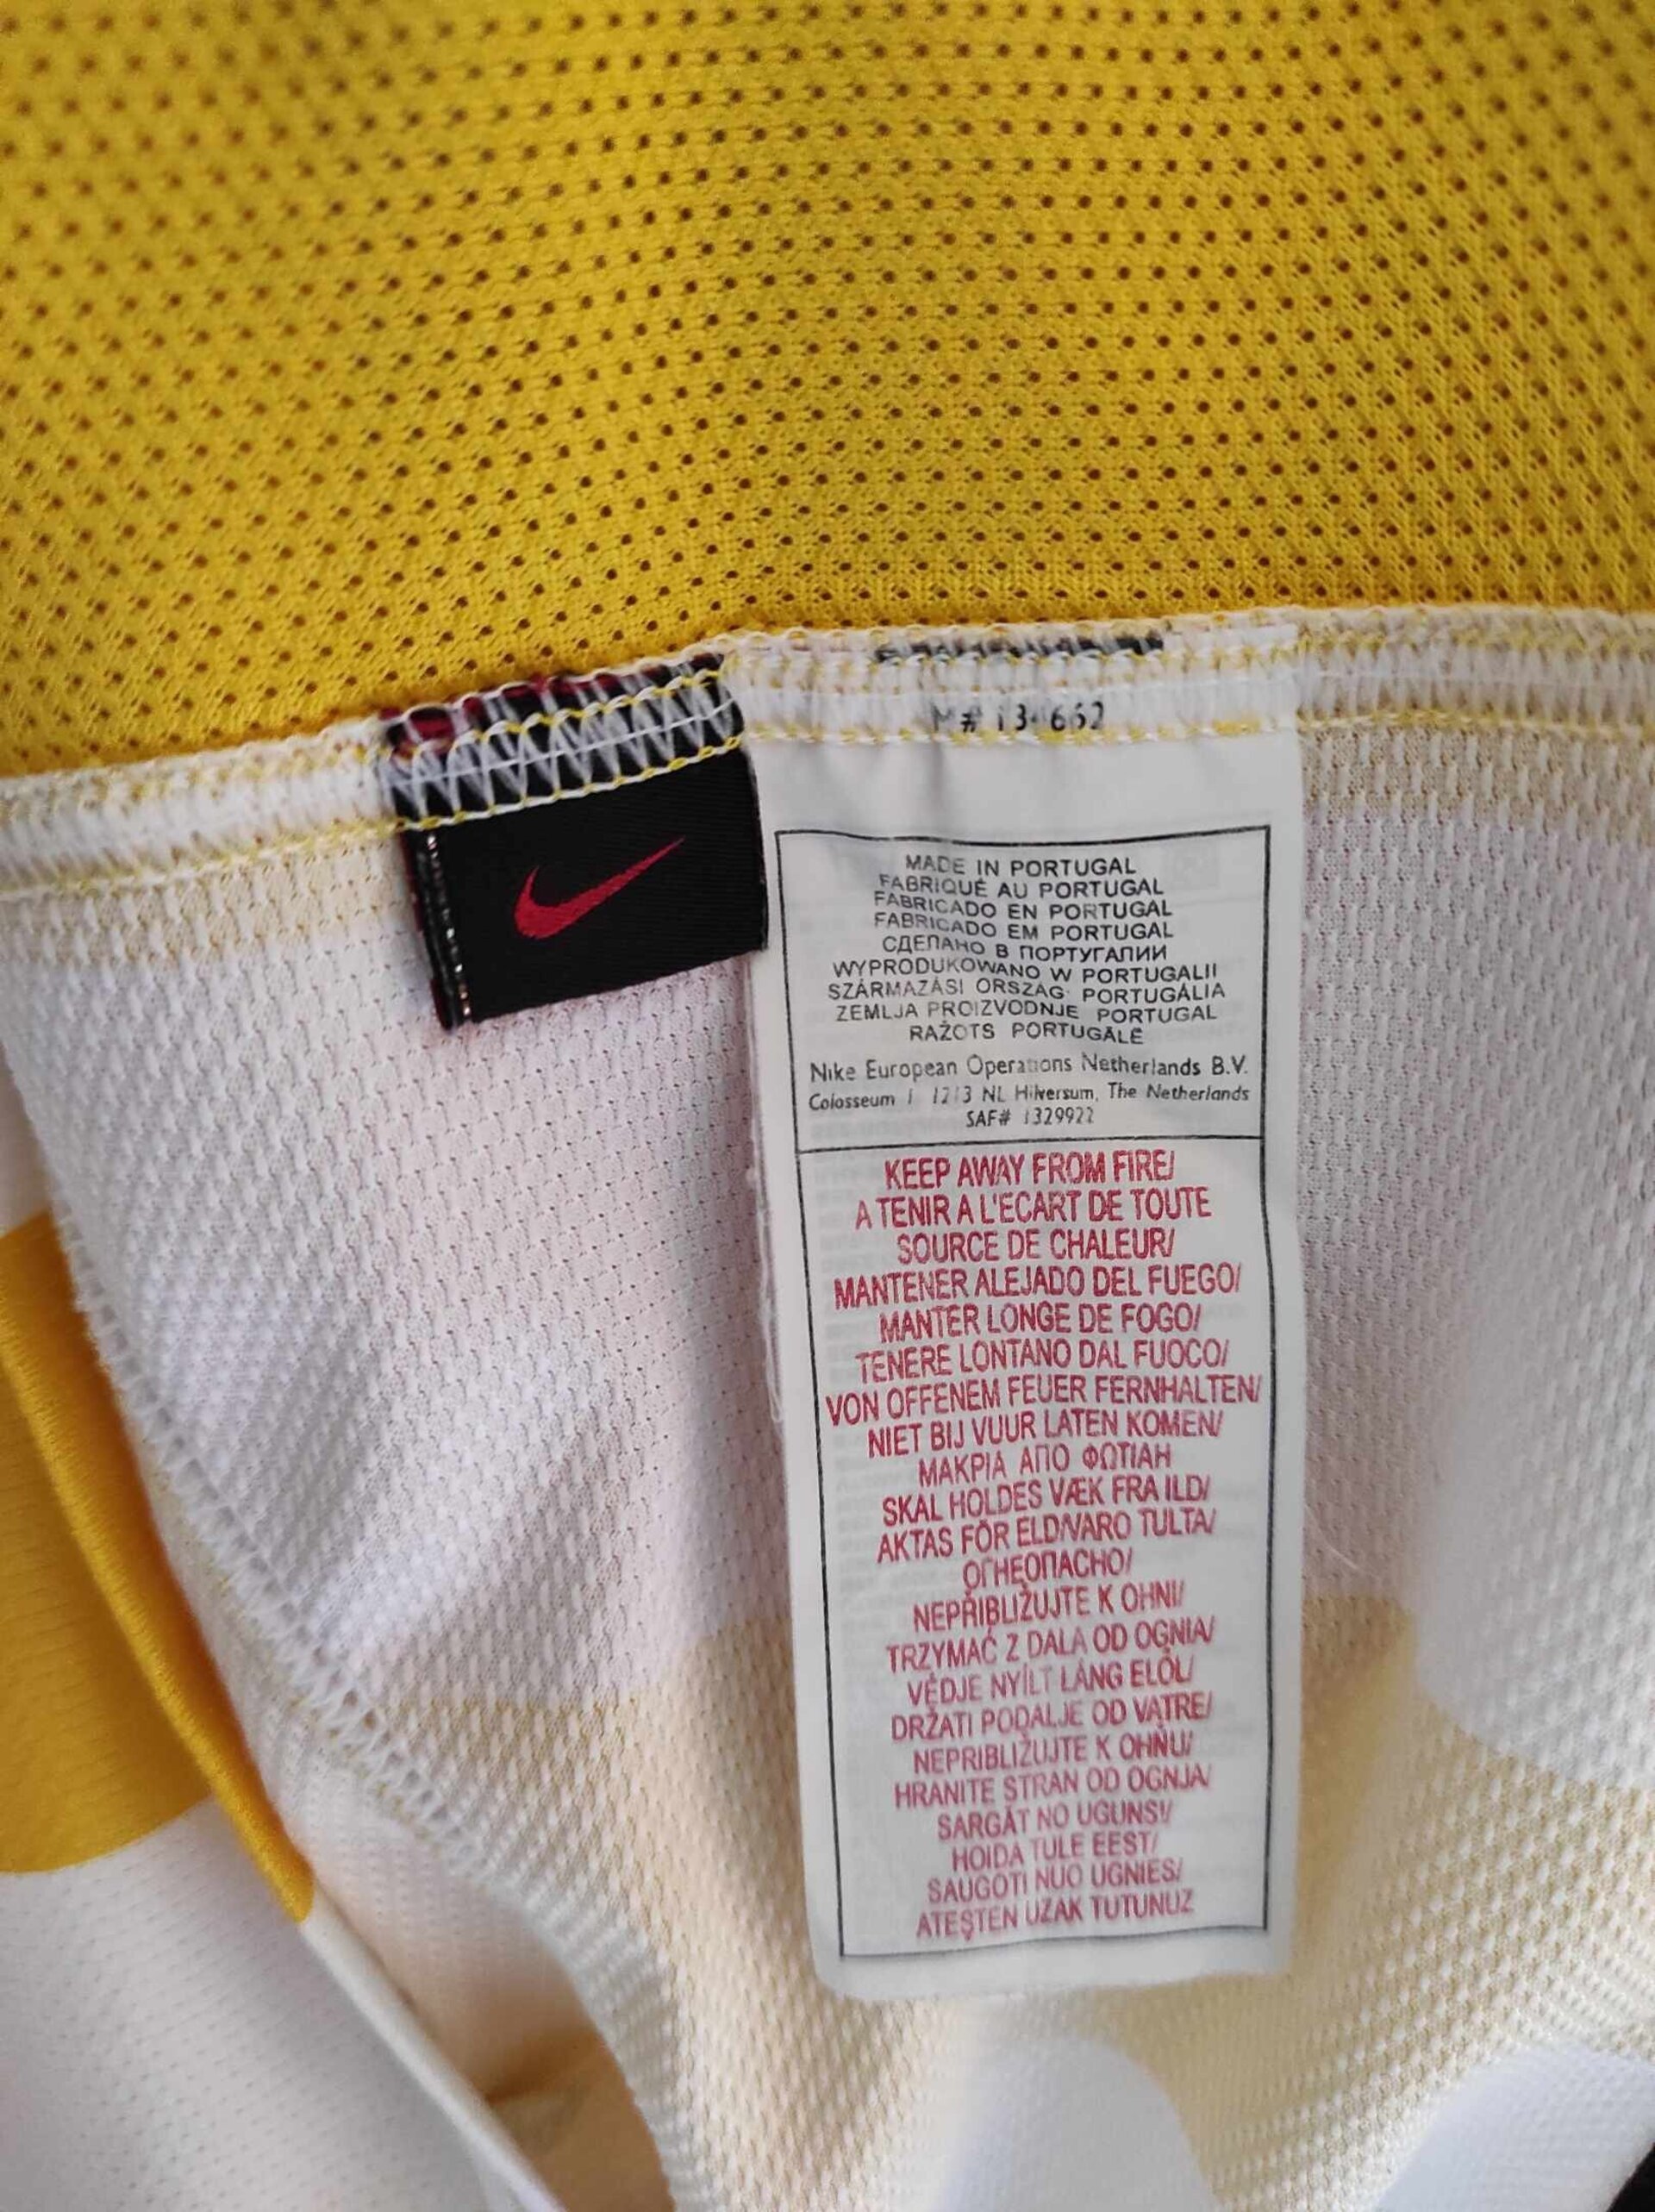 M# 134662
MADE IN PORTUGAL
FABRIQUÉ AU PORTUGAL
FABRICADO EN PORTUGAL
FABRICADO EM PORTUGAL
СДЕЛАНО В ПОРТУГАЛИИ
WYPRODUKOWANO W PORTUGALII
SZÁRMAZÁSI ORSZÁG: PORTUGÁLIA
ZEMLJA PROIZVODNJE PORTUGAL
RAŽOTS PORTUGĀLĒ
Nike European Operations Netherlands B.V.
Colosseum 1 1213 NL Hilversum, The Netherlands
SAF# 1329922
KEEP AWAY FROM FIRE/
A TENIR A L'ECART DE TOUTE
SOURCE DE CHALEUR/
MANTENER ALEJADO DEL FUEGO/
MANTER LONGE DE FOGO/
TENERE LONTANO DAL FUOCO/
VON OFFENEM FEUER FERNHALTEN/
NIET BIJ VUUR LATEN KOMEN/
ΜΑΚΡΙΑ ΑΠΟ ΦΩΤΙΑΗ
SKAL HOLDES VÆK FRA ILD/
AKTAS FÖR ELD/VARO TULTA/
ОГНЕОПАСНО/
NEPŘIBLIŽUJTE K OHNI/
TRZYMAĆ Z DALA OD OGNIA/
VÉDJE NYÍLT LÁNG ELŐL/
DRŽATI PODALJE OD VATRE/
NEPRIBLIŽUJTE K OHŇU/
HRANITE STRAN OD OGNJA/
SARGĀT NO UGUNS!/
HOIDA TULE EEST/
SAUGOTI NUO UGNIES/
ATEŞTEN UZAK TUTUNUZ